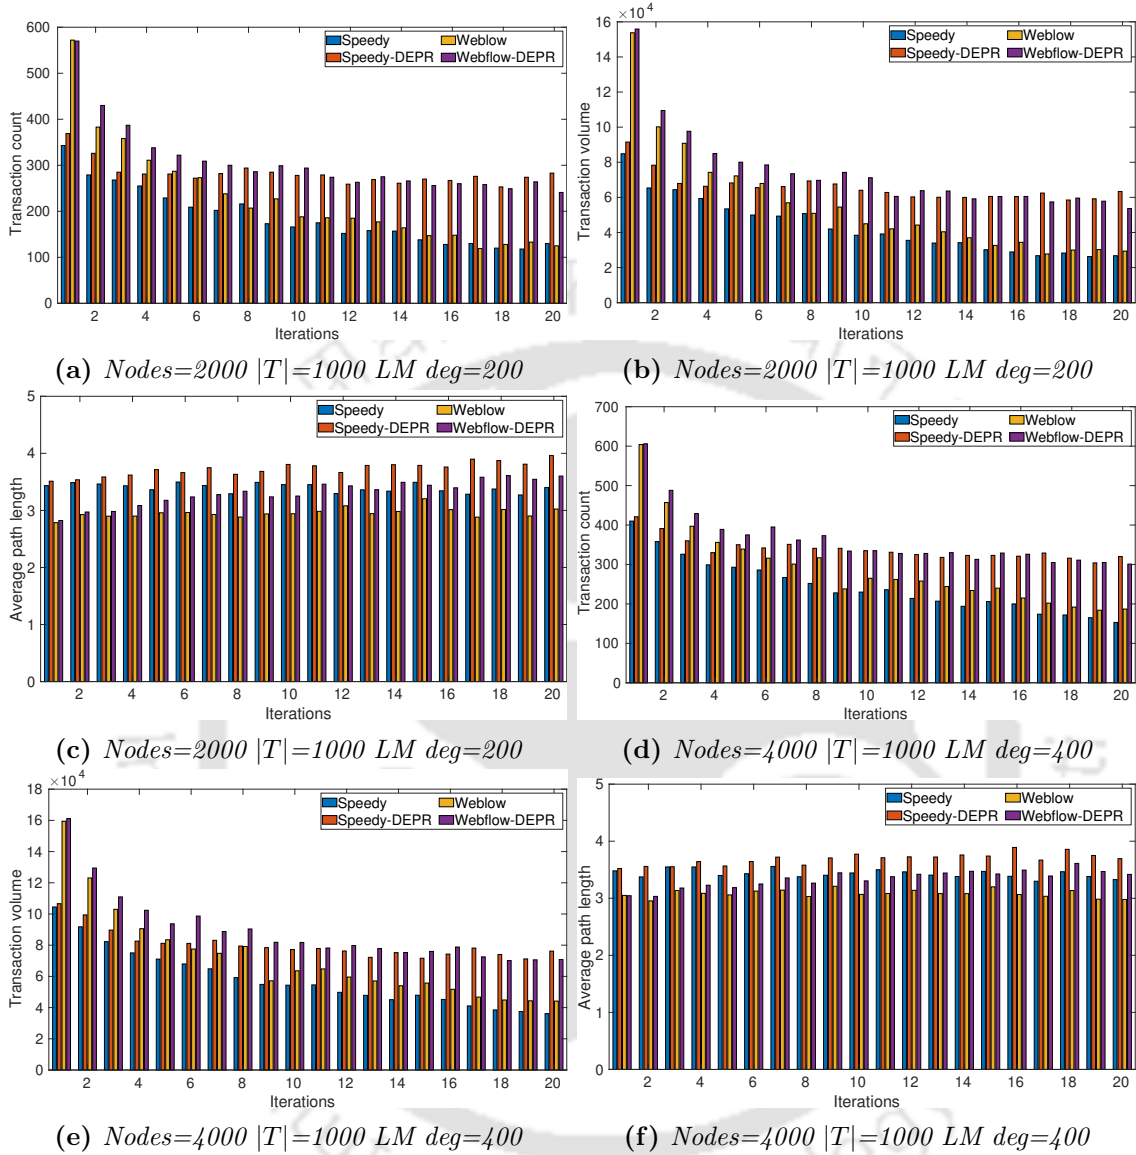 600
500
400
300
200
100
0
Transaction count
Speedy
Speedy-DEPR
Weblow
Webflow-DEPR
2 4 6 8 10 12 14 16 18 20
Iterations
(a) Nodes=2000 |T|=1000 LM deg=200
×10⁴
16
14
12
10
8
6
4
2
0
Transaction volume
Speedy
Speedy-DEPR
Weblow
Webflow-DEPR
2 4 6 8 10 12 14 16 18 20
Iterations
(b) Nodes=2000 |T|=1000 LM deg=200
5
4
3
2
1
0
Average path length
Speedy
Speedy-DEPR
Weblow
Webflow-DEPR
2 4 6 8 10 12 14 16 18 20
Iterations
(c) Nodes=2000 |T|=1000 LM deg=200
700
600
500
400
300
200
100
0
Transaction count
Speedy
Speedy-DEPR
Weblow
Webflow-DEPR
2 4 6 8 10 12 14 16 18 20
Iterations
(d) Nodes=4000 |T|=1000 LM deg=400
×10⁴
18
16
14
12
10
8
6
4
2
0
Transaction volume
Speedy
Speedy-DEPR
Weblow
Webflow-DEPR
2 4 6 8 10 12 14 16 18 20
Iterations
(e) Nodes=4000 |T|=1000 LM deg=400
5
4
3
2
1
0
Average path length
Speedy
Speedy-DEPR
Weblow
Webflow-DEPR
2 4 6 8 10 12 14 16 18 20
Iterations
(f) Nodes=4000 |T|=1000 LM deg=400